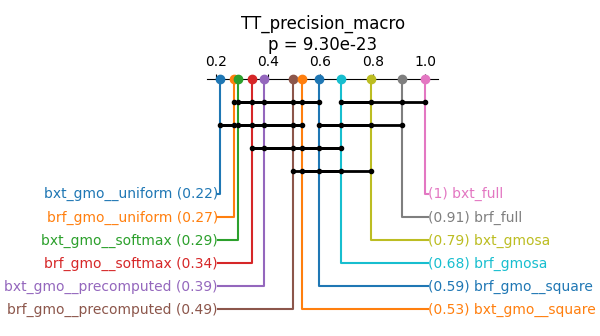 TT_precision_macro
p = 9.30e-23
0.2 0.4 0.6 0.8 1.0
bxt_gmo__uniform (0.22) (1) bxt_full
brf_gmo__uniform (0.27) (0.91) brf_full
bxt_gmo__softmax (0.29) (0.79) bxt_gmosa
brf_gmo__softmax (0.34) (0.68) brf_gmosa
bxt_gmo__precomputed (0.39) (0.59) brf_gmo__square
brf_gmo__precomputed (0.49) (0.53) bxt_gmo__square